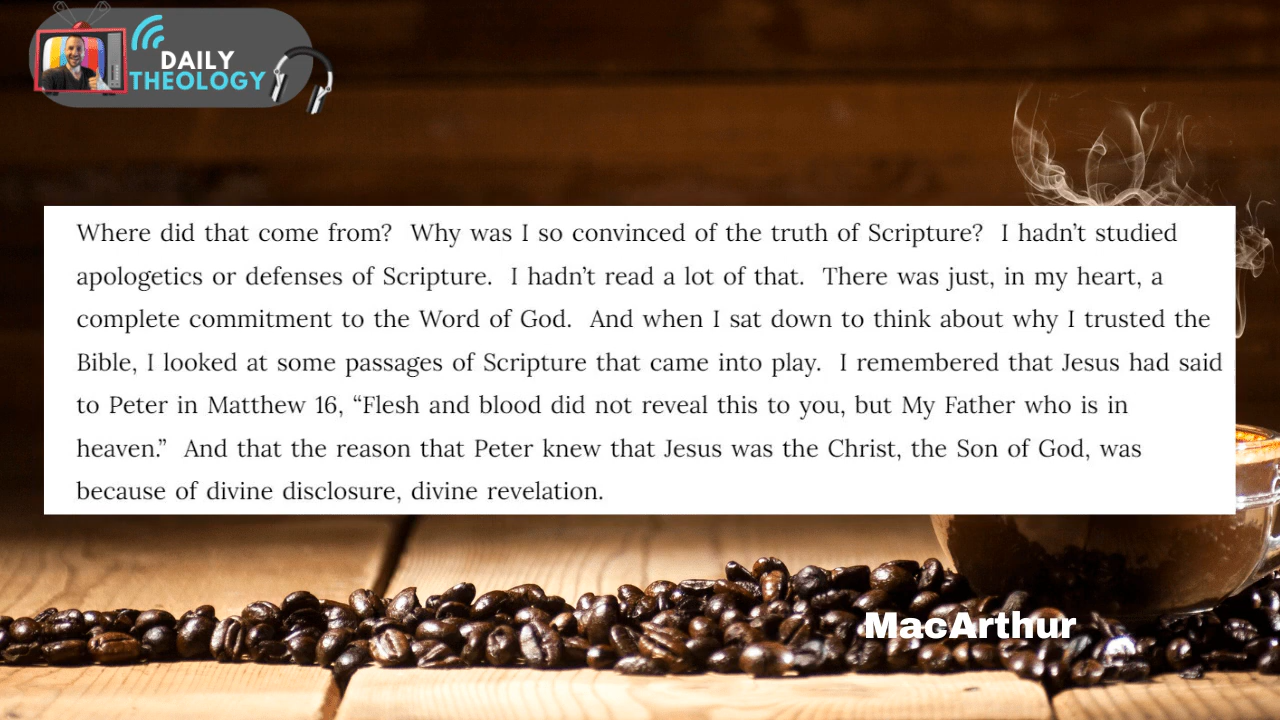 DAILY
THEOLOGY
Where did that come from?  Why was I so convinced of the truth of Scripture?  I hadn’t studied
apologetics or defenses of Scripture.  I hadn’t read a lot of that.  There was just, in my heart, a
complete commitment to the Word of God.  And when I sat down to think about why I trusted the
Bible, I looked at some passages of Scripture that came into play.  I remembered that Jesus had said
to Peter in Matthew 16, “Flesh and blood did not reveal this to you, but My Father who is in
heaven.”  And that the reason that Peter knew that Jesus was the Christ, the Son of God, was
because of divine disclosure, divine revelation.
MacArthur